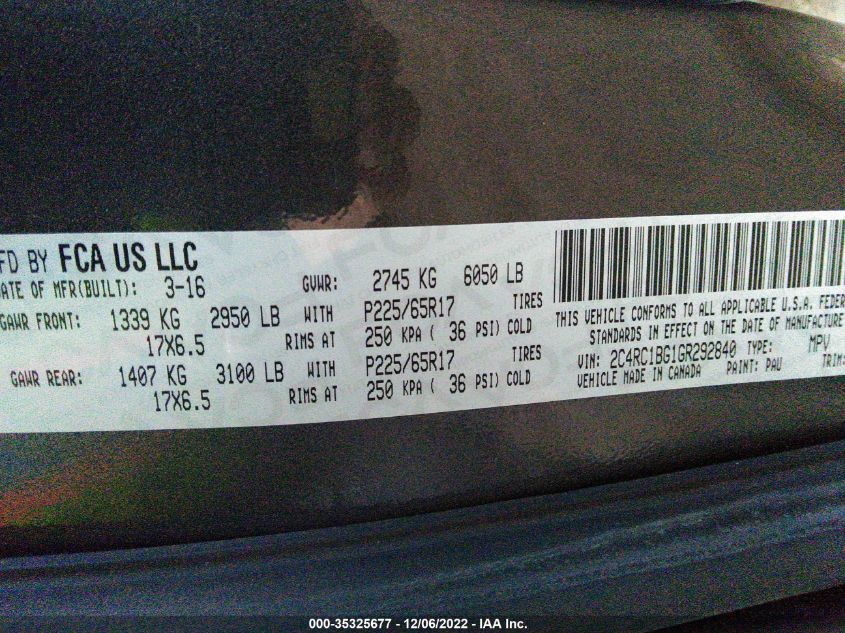 FD BY FCA US LLC
DATE OF MFR(BUILT): 3-16
GVWR: 2745 KG 6050 LB
GAWR FRONT: 1339 KG 2950 LB WITH P225/65R17 TIRES
17X6.5 RIMS AT 250 KPA ( 36 PSI) COLD
GAWR REAR: 1407 KG 3100 LB WITH P225/65R17 TIRES
17X6.5 RIMS AT 250 KPA ( 36 PSI) COLD
THIS VEHICLE CONFORMS TO ALL APPLICABLE U.S.A. FEDER
STANDARDS IN EFFECT ON THE DATE OF MANUFACTURE
VIN: 2C4RC1BG1GR292840 TYPE: MPV
VEHICLE MADE IN CANADA PAINT: PAU TRIM:
000-35325677 - 12/06/2022 - IAA Inc.